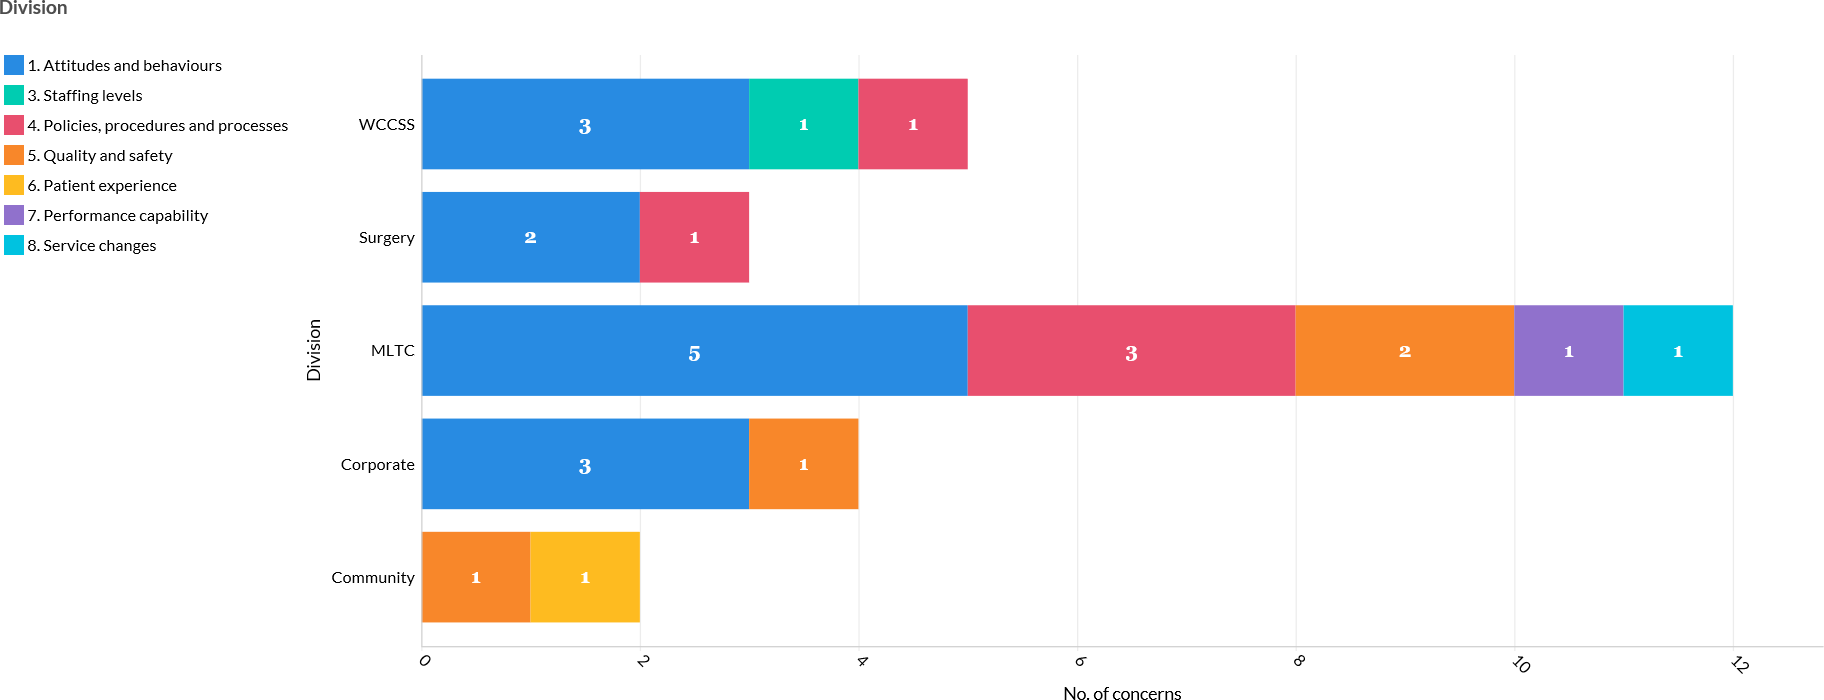 Division
1. Attitudes and behaviours
3. Staffing levels
4. Policies, procedures and processes
5. Quality and safety
6. Patient experience
7. Performance capability
8. Service changes
Division
WCCSS
3
1
1
Surgery
2
1
MLTC
5
3
2
1
1
Corporate
3
1
Community
1
1
0
2
4
6
8
10
12
No. of concerns